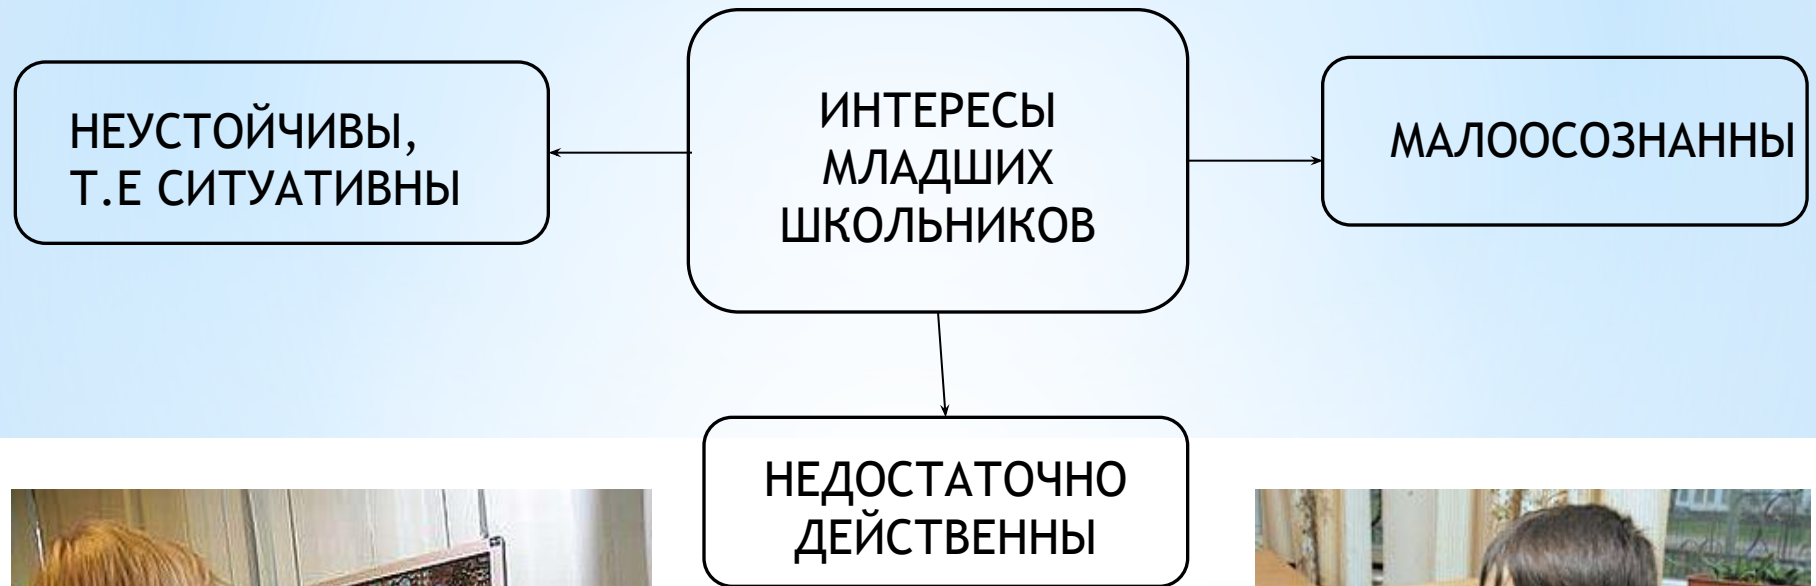 ИНТЕРЕСЫ
МЛАДШИХ
ШКОЛЬНИКОВ
НЕУСТОЙЧИВЫ,
Т.Е СИТУАТИВНЫ
МАЛООСОЗНАННЫ
НЕДОСТАТОЧНО
ДЕЙСТВЕННЫ